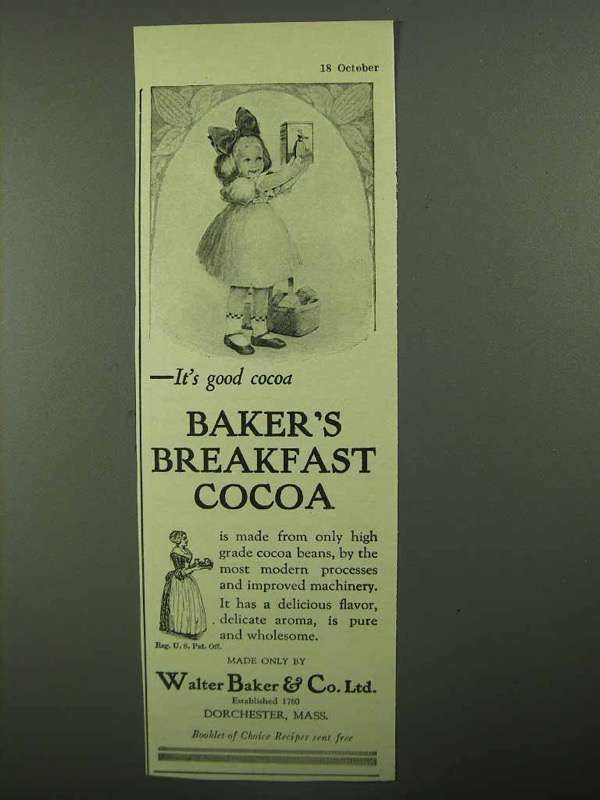 18 October
—It's good cocoa
BAKER'S
BREAKFAST
COCOA
is made from only high
grade cocoa beans, by the
most modern processes
and improved machinery.
It has a delicious flavor,
delicate aroma, is pure
and wholesome.
Reg. U. S. Pat. Off.
MADE ONLY BY
Walter Baker & Co. Ltd.
Established 1780
DORCHESTER, MASS.
Booklet of Choice Recipes sent free